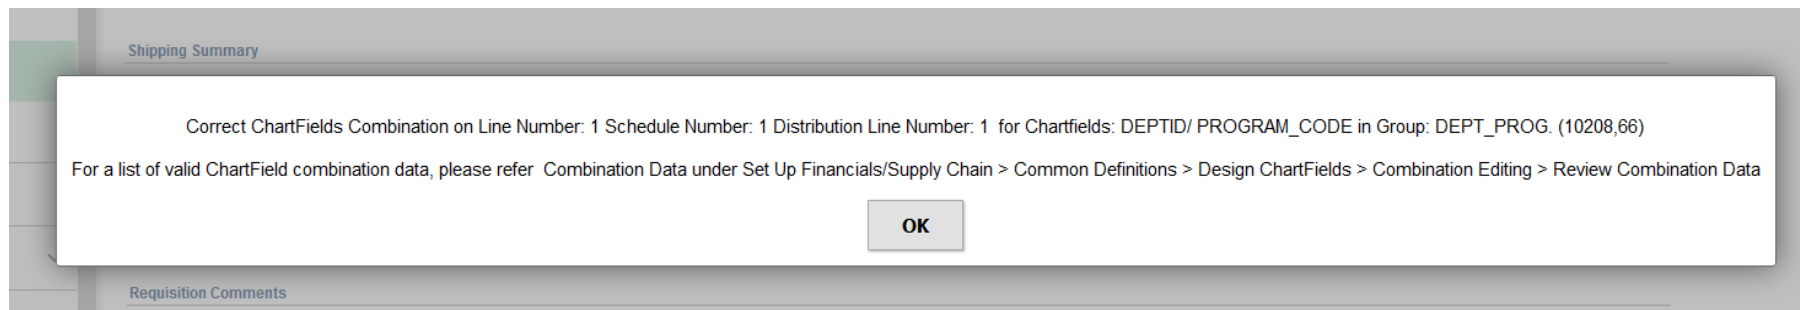 Shipping Summary
Correct ChartFields Combination on Line Number: 1 Schedule Number: 1 Distribution Line Number: 1  for Chartfields: DEPTID/ PROGRAM_CODE in Group: DEPT_PROG. (10208,66)
For a list of valid ChartField combination data, please refer  Combination Data under Set Up Financials/Supply Chain > Common Definitions > Design ChartFields > Combination Editing > Review Combination Data
OK
Requisition Comments